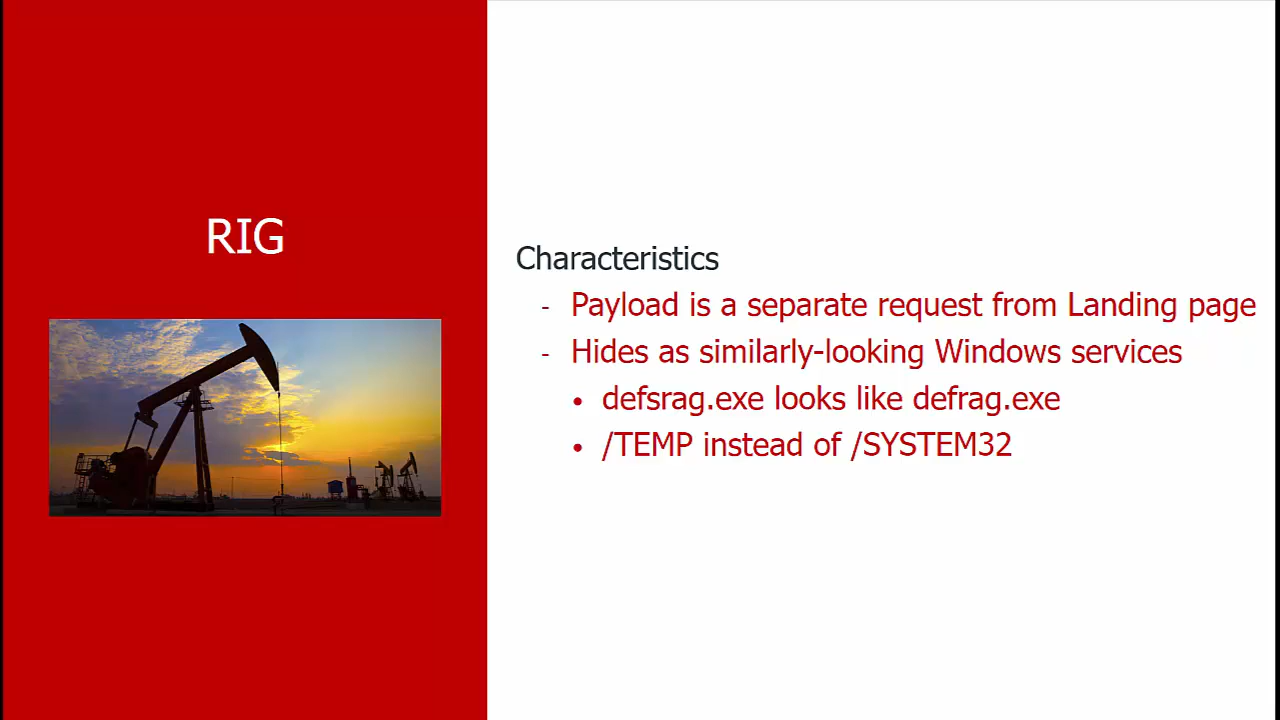 RIG
Characteristics
- Payload is a separate request from Landing page
- Hides as similarly-looking Windows services
• defsrag.exe looks like defrag.exe
• /TEMP instead of /SYSTEM32